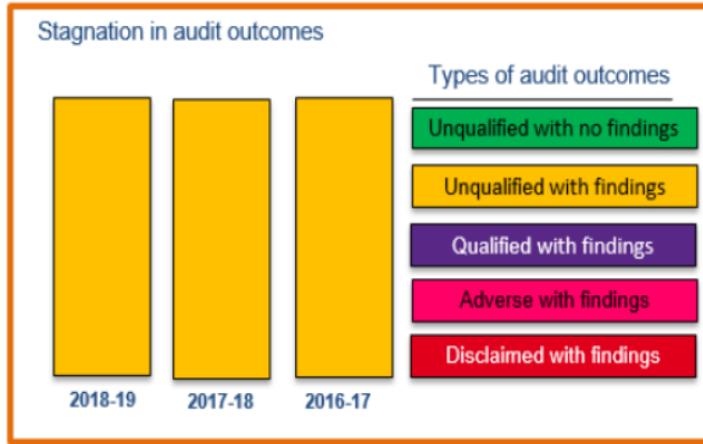 Stagnation in audit outcomes
Types of audit outcomes
Unqualified with no findings
Unqualified with findings
Qualified with findings
Adverse with findings
Disclaimed with findings
2018-19
2017-18
2016-17